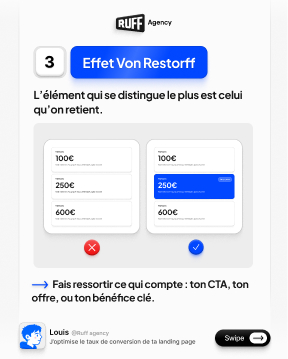 RUFF Agency
3
Effet Von Restorff
L'élément qui se distingue le plus est celui
qu'on retient.
100€
100€
250€
250€
600€
600€
Fais ressortir ce qui compte : ton CTA, ton
offre, ou ton bénéfice clé.
Louis @Ruff agency
J'optimise le taux de conversion de ta landing page
Swipe